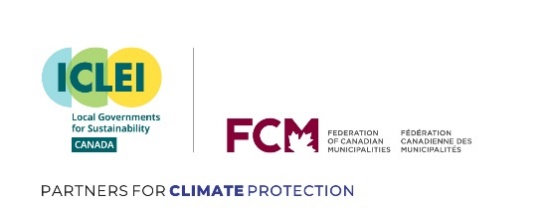 ICLEI
Local Governments
for Sustainability
CANADA
FCM
FEDERATION
OF CANADIAN
MUNICIPALITIES
FÉDÉRATION
CANADIENNE DES
MUNICIPALITÉS
PARTNERS FOR CLIMATE PROTECTION